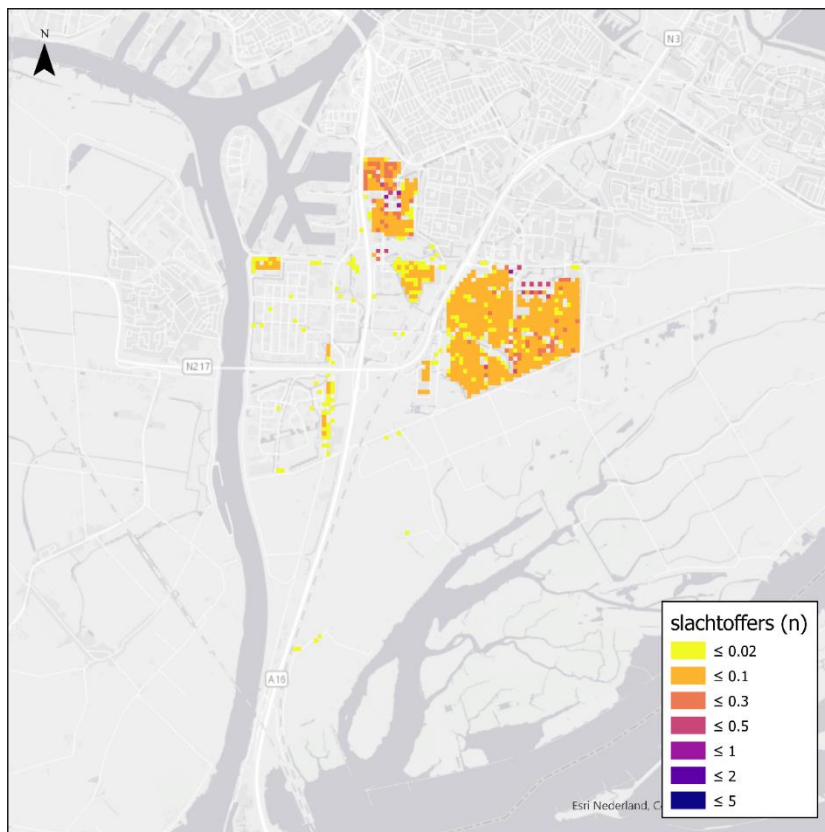 N
N3
N217
A16
slachtoffers (n)
≤ 0.02
≤ 0.1
≤ 0.3
≤ 0.5
≤ 1
≤ 2
≤ 5
Esri Nederland, C